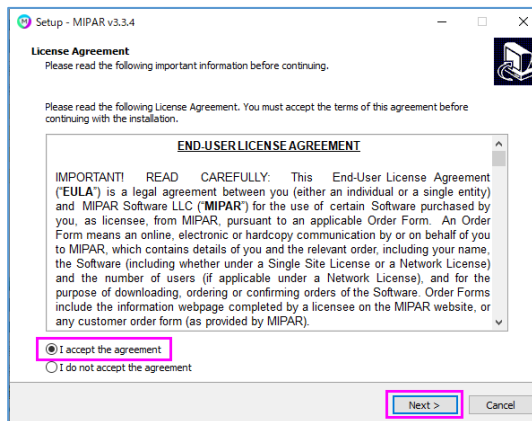 Setup - MIPAR v3.3.4
License Agreement
Please read the following important information before continuing.
Please read the following License Agreement. You must accept the terms of this agreement before
continuing with the installation.
END-USER LICENSE AGREEMENT
IMPORTANT! READ CAREFULLY: This End-User License Agreement
("EULA") is a legal agreement between you (either an individual or a single entity)
and MIPAR Software LLC ("MIPAR") for the use of certain Software purchased by
you, as licensee, from MIPAR, pursuant to an applicable Order Form. An Order
Form means an online, electronic or hardcopy communication by or on behalf of you
to MIPAR, which contains details of you and the relevant order, including your name,
the Software (including whether under a Single Site License or a Network License)
and the number of users (if applicable under a Network License), and for the
purpose of downloading, ordering or confirming orders of the Software. Order Forms
include the information webpage completed by a licensee on the MIPAR website, or
any customer order form (as provided by MIPAR).
I accept the agreement
I do not accept the agreement
Next > Cancel